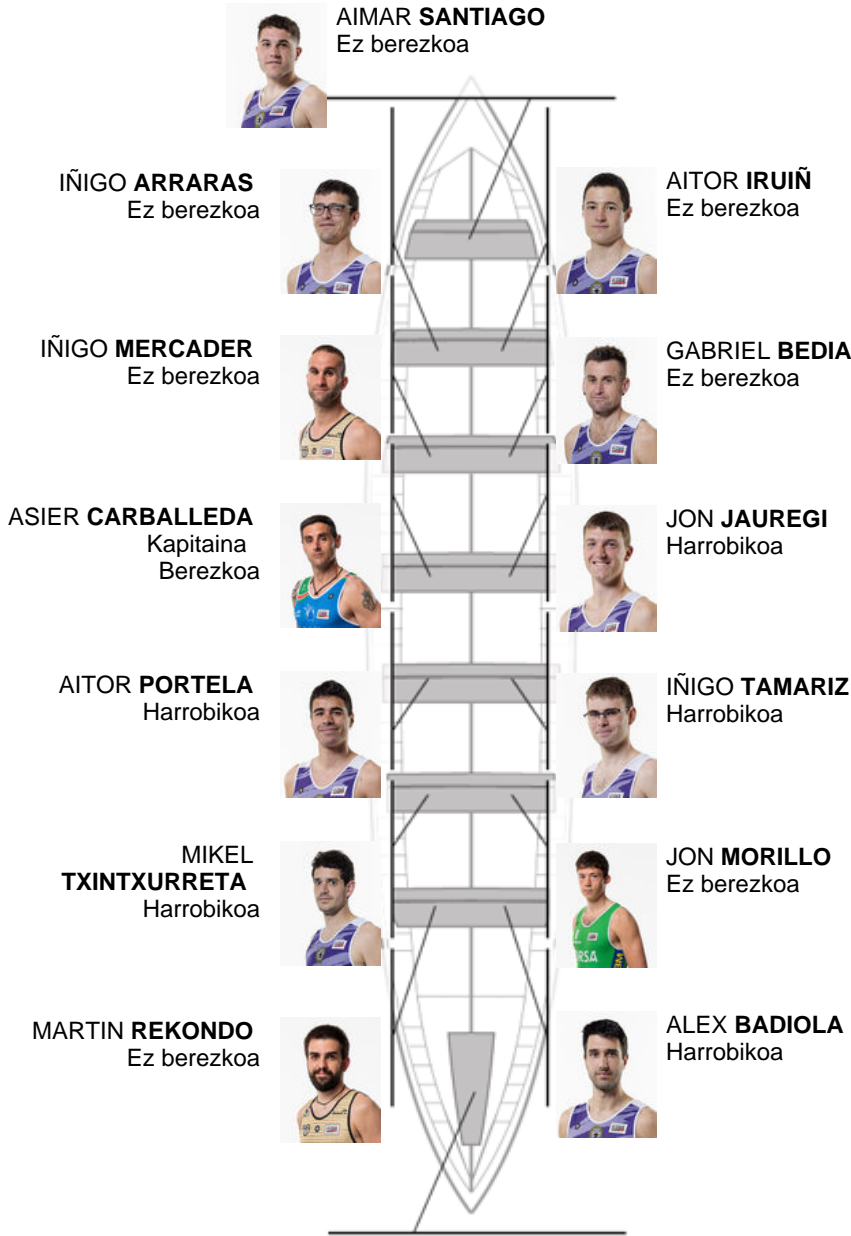 AIMAR SANTIAGO
Ez berezkoa
IÑIGO ARRARAS
Ez berezkoa
AITOR IRUIÑ
Ez berezkoa
IÑIGO MERCADER
Ez berezkoa
GABRIEL BEDIA
Ez berezkoa
ASIER CARBALLEDA
Kapitaina
Berezkoa
JON JAUREGI
Harrobikoa
AITOR PORTELA
Harrobikoa
IÑIGO TAMARIZ
Harrobikoa
MIKEL
TXINTXURRETA
Harrobikoa
JON MORILLO
Ez berezkoa
MARTIN REKONDO
Ez berezkoa
ALEX BADIOLA
Harrobikoa